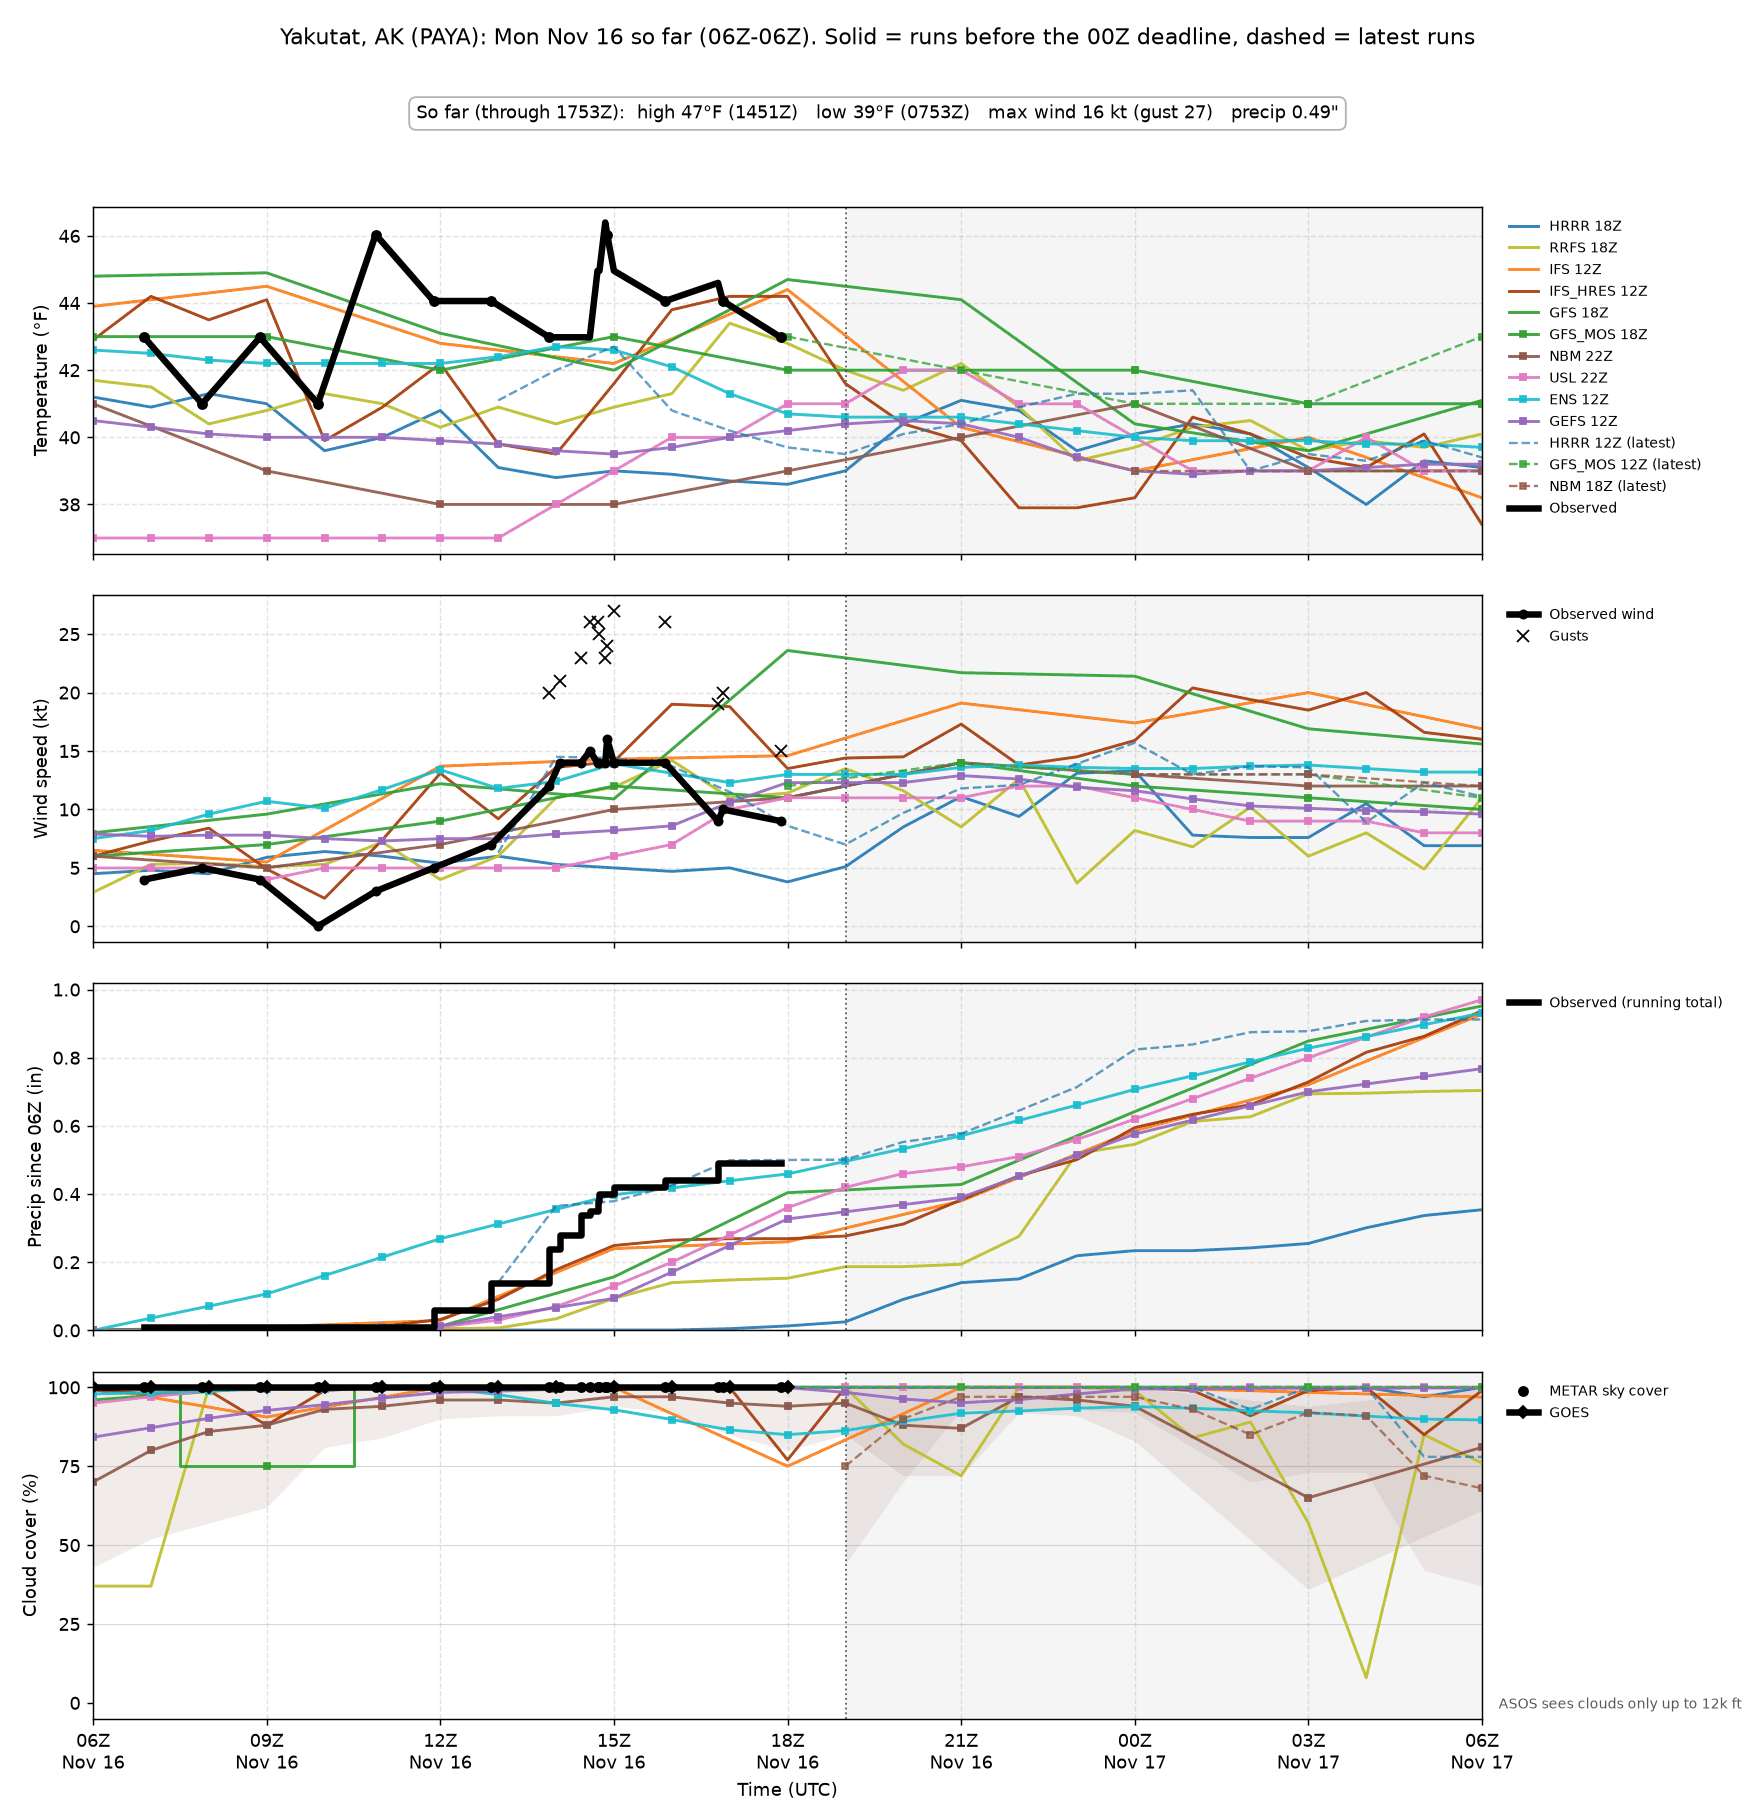 Yakutat, AK (PAYA): Mon Nov 16 so far (06Z-06Z). Solid = runs before the 00Z deadline, dashed = latest runs
So far (through 1753Z):  high 47°F (1451Z)   low 39°F (0753Z)   max wind 16 kt (gust 27)   precip 0.49"
Temperature (°F)
46
44
42
40
38
HRRR 18Z
RRFS 18Z
IFS 12Z
IFS_HRES 12Z
GFS 18Z
GFS_MOS 18Z
NBM 22Z
USL 22Z
ENS 12Z
GEFS 12Z
HRRR 12Z (latest)
GFS_MOS 12Z (latest)
NBM 18Z (latest)
Observed
Wind speed (kt)
25
20
15
10
5
0
Observed wind
Gusts
Precip since 06Z (in)
1.0
0.8
0.6
0.4
0.2
0.0
Observed (running total)
Cloud cover (%)
100
75
50
25
0
METAR sky cover
GOES
ASOS sees clouds only up to 12k ft
06Z 09Z 12Z 15Z 18Z 21Z 00Z 03Z 06Z
Nov 16 Nov 16 Nov 16 Nov 16 Nov 16 Nov 16 Nov 17 Nov 17 Nov 17
Time (UTC)